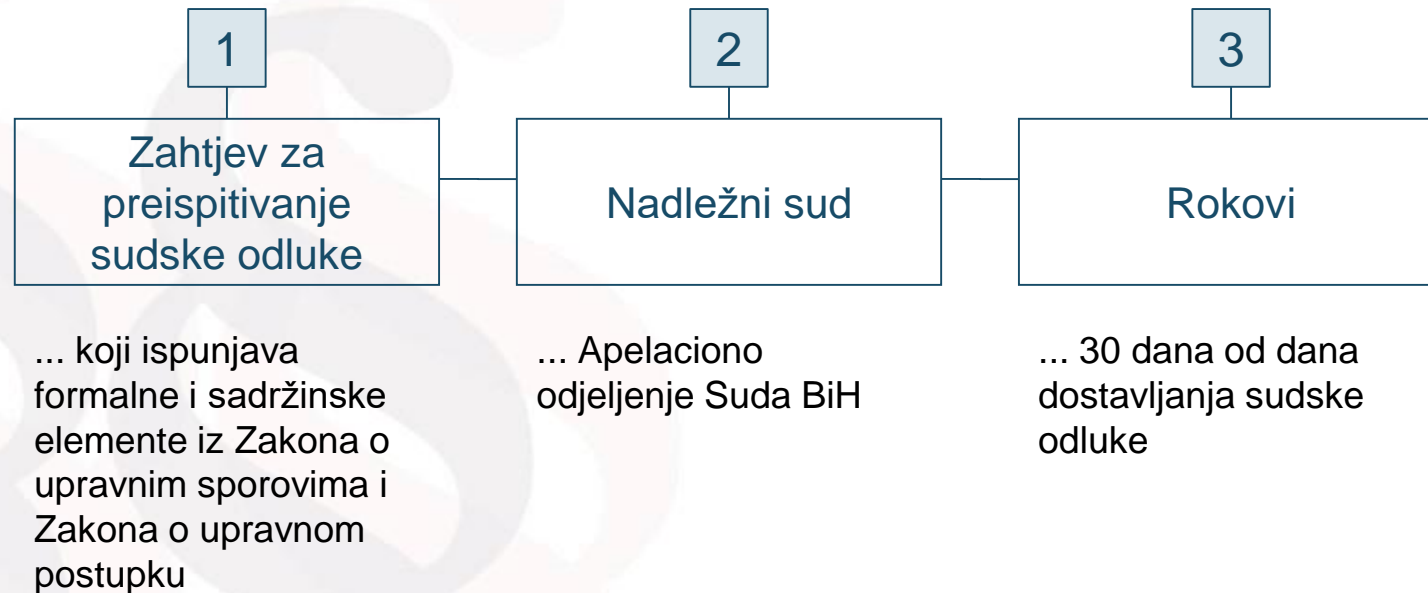 1
Zahtjev za
preispitivanje
sudske odluke
... koji ispunjava
formalne i sadržinske
elemente iz Zakona o
upravnim sporovima i
Zakona o upravnom
postupku
2
Nadležni sud
... Apelaciono
odjeljenje Suda BiH
3
Rokovi
... 30 dana od dana
dostavljanja sudske
odluke